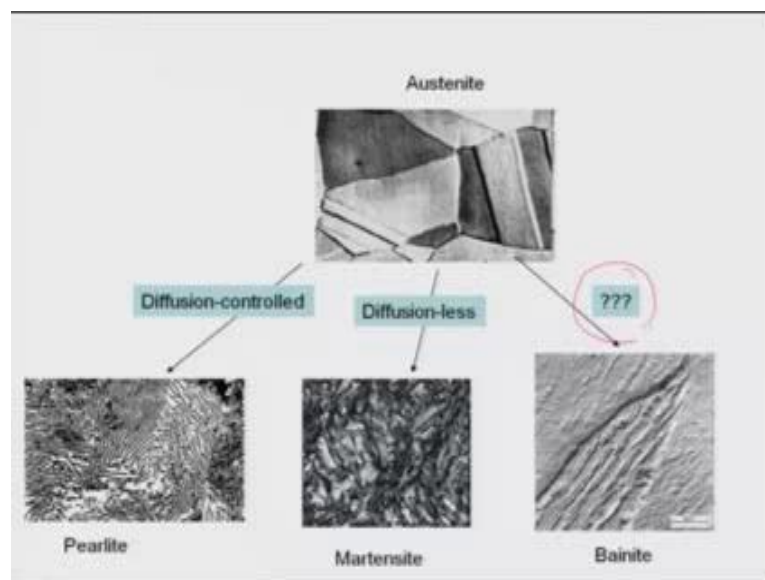 Austenite
Diffusion-controlled
Diffusion-less
???
Pearlite
Martensite
Bainite